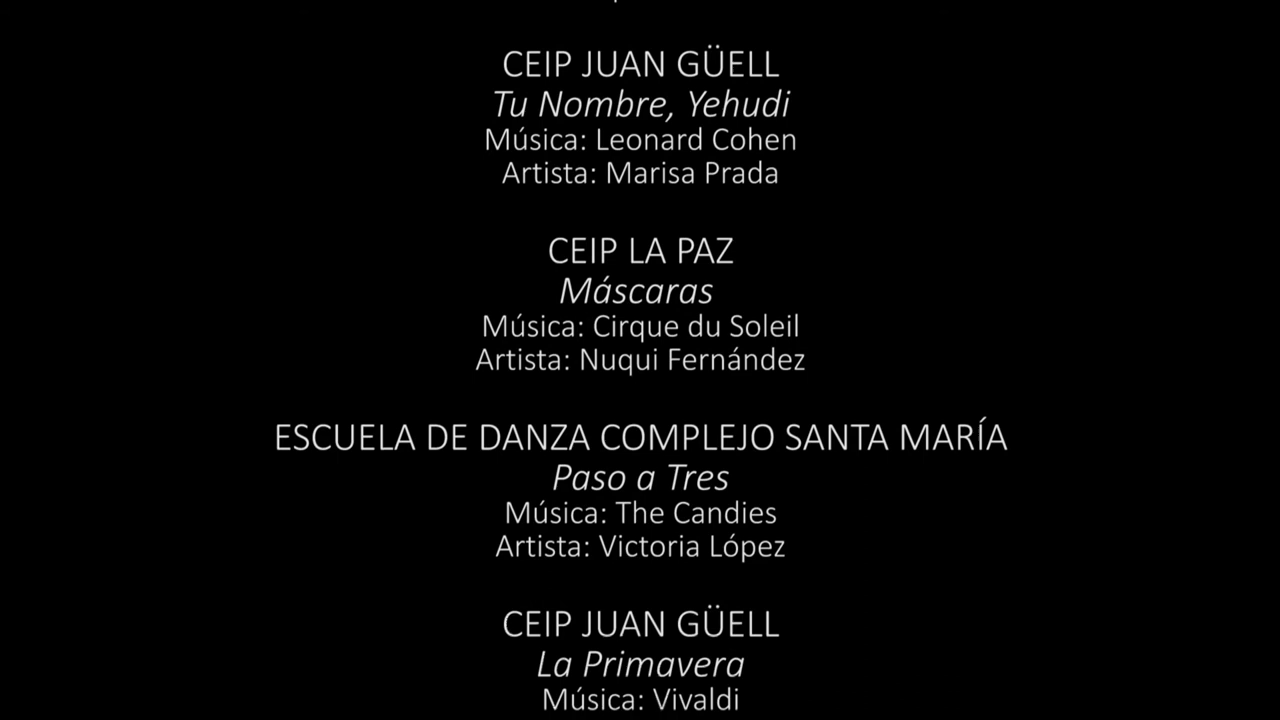 CEIP JUAN GÜELL
Tu Nombre, Yehudi
Música: Leonard Cohen
Artista: Marisa Prada
CEIP LA PAZ
Máscaras
Música: Cirque du Soleil
Artista: Nuqui Fernández
ESCUELA DE DANZA COMPLEJO SANTA MARÍA
Paso a Tres
Música: The Candies
Artista: Victoria López
CEIP JUAN GÜELL
La Primavera
Música: Vivaldi